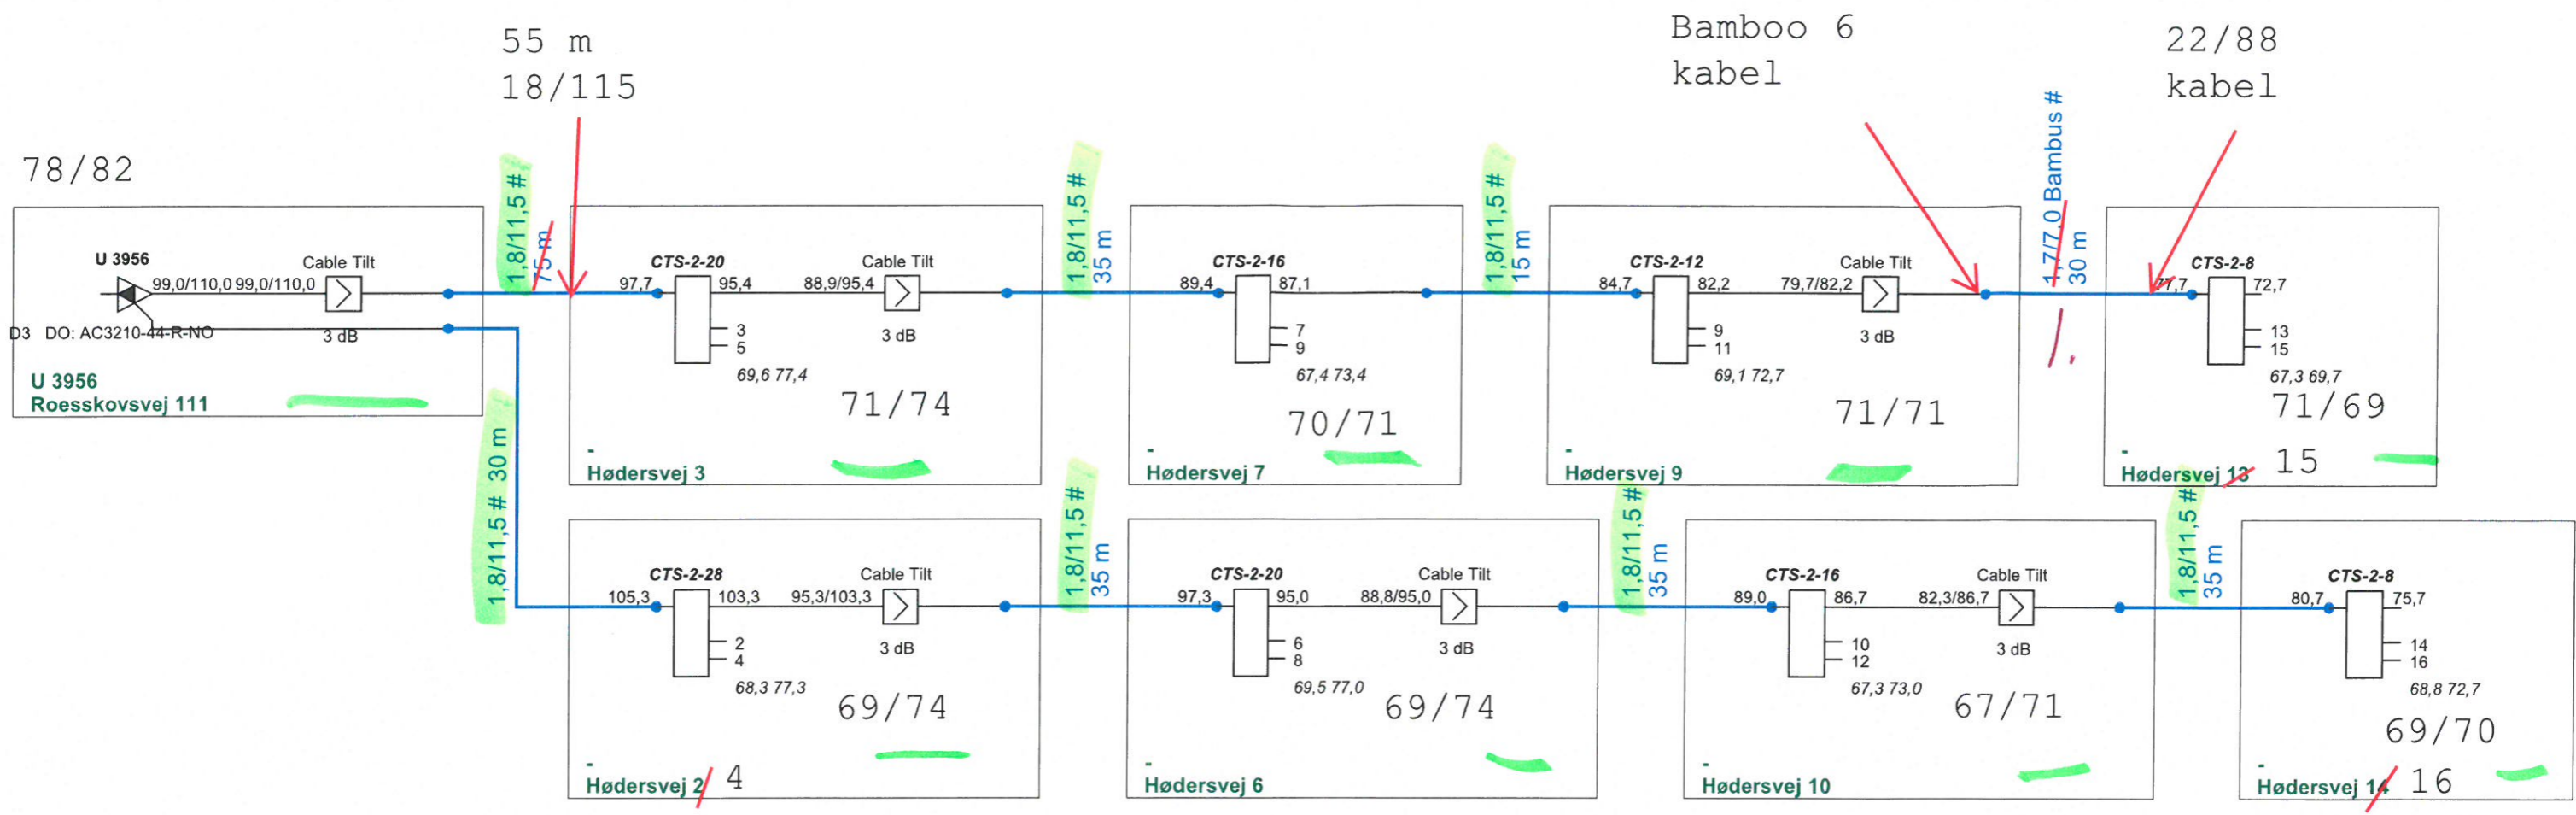 55 m
18/115
Bamboo 6
kabel
22/88
kabel
78/82
1,8/11,5 #
75 m
1,8/11,5 #
35 m
1,8/11,5 #
15 m
1,7/7,0 Bambus #
30 m
U 3956
99,0/110,0 99,0/110,0
Cable Tilt
3 dB
D3 DO: AC3210-44-R-NO
U 3956
Roesskovsvej 111
CTS-2-20
97,7
95,4
88,9/95,4
Cable Tilt
3 dB
3
5
69,6 77,4
71/74
-
Hødersvej 3
CTS-2-16
89,4
87,1
7
9
67,4 73,4
70/71
-
Hødersvej 7
CTS-2-12
84,7
82,2
79,7/82,2
Cable Tilt
3 dB
9
11
69,1 72,7
71/71
-
Hødersvej 9
CTS-2-8
77,7
72,7
13
15
67,3 69,7
71/69
-
Hødersvej 13 15
1,8/11,5 # 30 m
1,8/11,5 #
35 m
1,8/11,5 #
35 m
1,8/11,5 #
35 m
CTS-2-28
105,3
103,3
95,3/103,3
Cable Tilt
3 dB
2
4
68,3 77,3
69/74
-
Hødersvej 2 4
CTS-2-20
97,3
95,0
88,8/95,0
Cable Tilt
3 dB
6
8
69,5 77,0
69/74
-
Hødersvej 6
CTS-2-16
89,0
86,7
82,3/86,7
Cable Tilt
3 dB
10
12
67,3 73,0
67/71
-
Hødersvej 10
CTS-2-8
80,7
75,7
14
16
68,8 72,7
69/70
-
Hødersvej 14 16